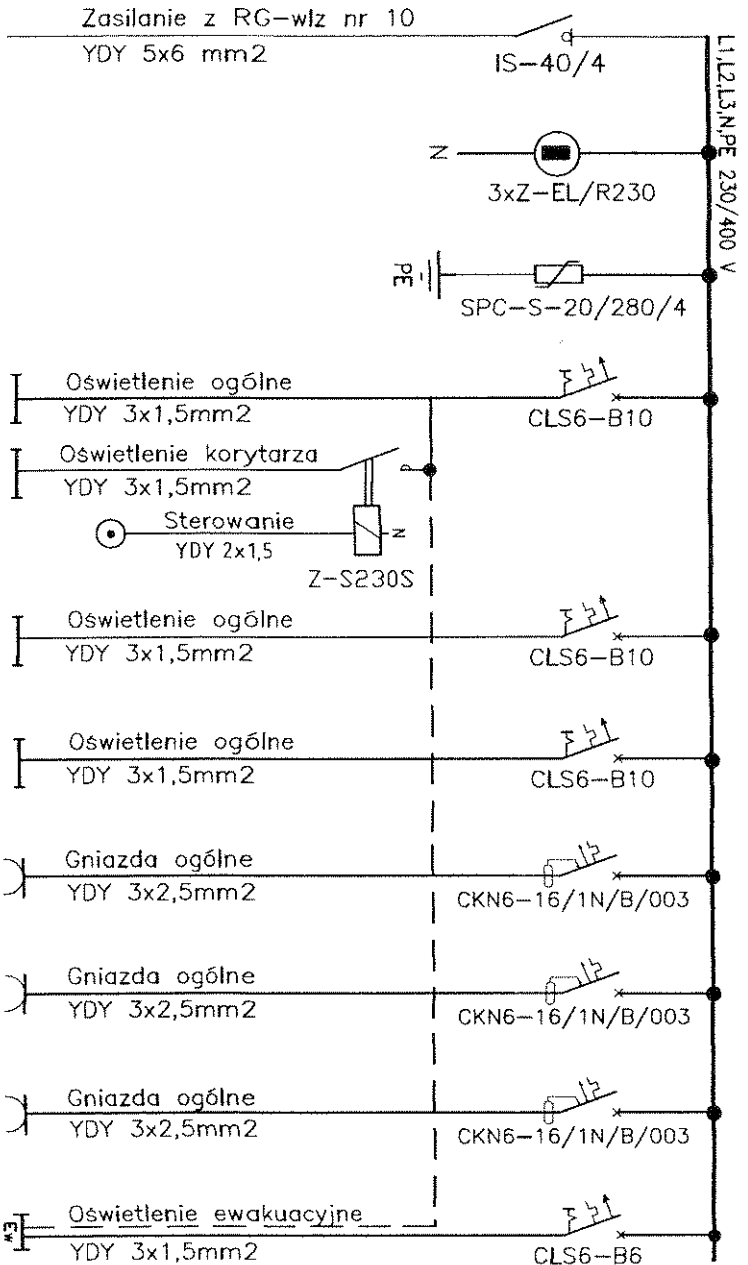 Zasilanie z RG-wlz nr 10
YDY 5x6 mm2
IS-40/4
L1,L2,L3,N,PE 230/400 V
N
3xZ-EL/R230
PE
SPC-S-20/280/4
Oświetlenie ogólne
YDY 3x1,5mm2
CLS6-B10
Oświetlenie korytarza
YDY 3x1,5mm2
Sterowanie
YDY 2x1,5
N
Z-S230S
Oświetlenie ogólne
YDY 3x1,5mm2
CLS6-B10
Oświetlenie ogólne
YDY 3x1,5mm2
CLS6-B10
Gniazda ogólne
YDY 3x2,5mm2
CKN6-16/1N/B/003
Gniazda ogólne
YDY 3x2,5mm2
CKN6-16/1N/B/003
Gniazda ogólne
YDY 3x2,5mm2
CKN6-16/1N/B/003
Ew
Oświetlenie ewakuacyjne
YDY 3x1,5mm2
CLS6-B6